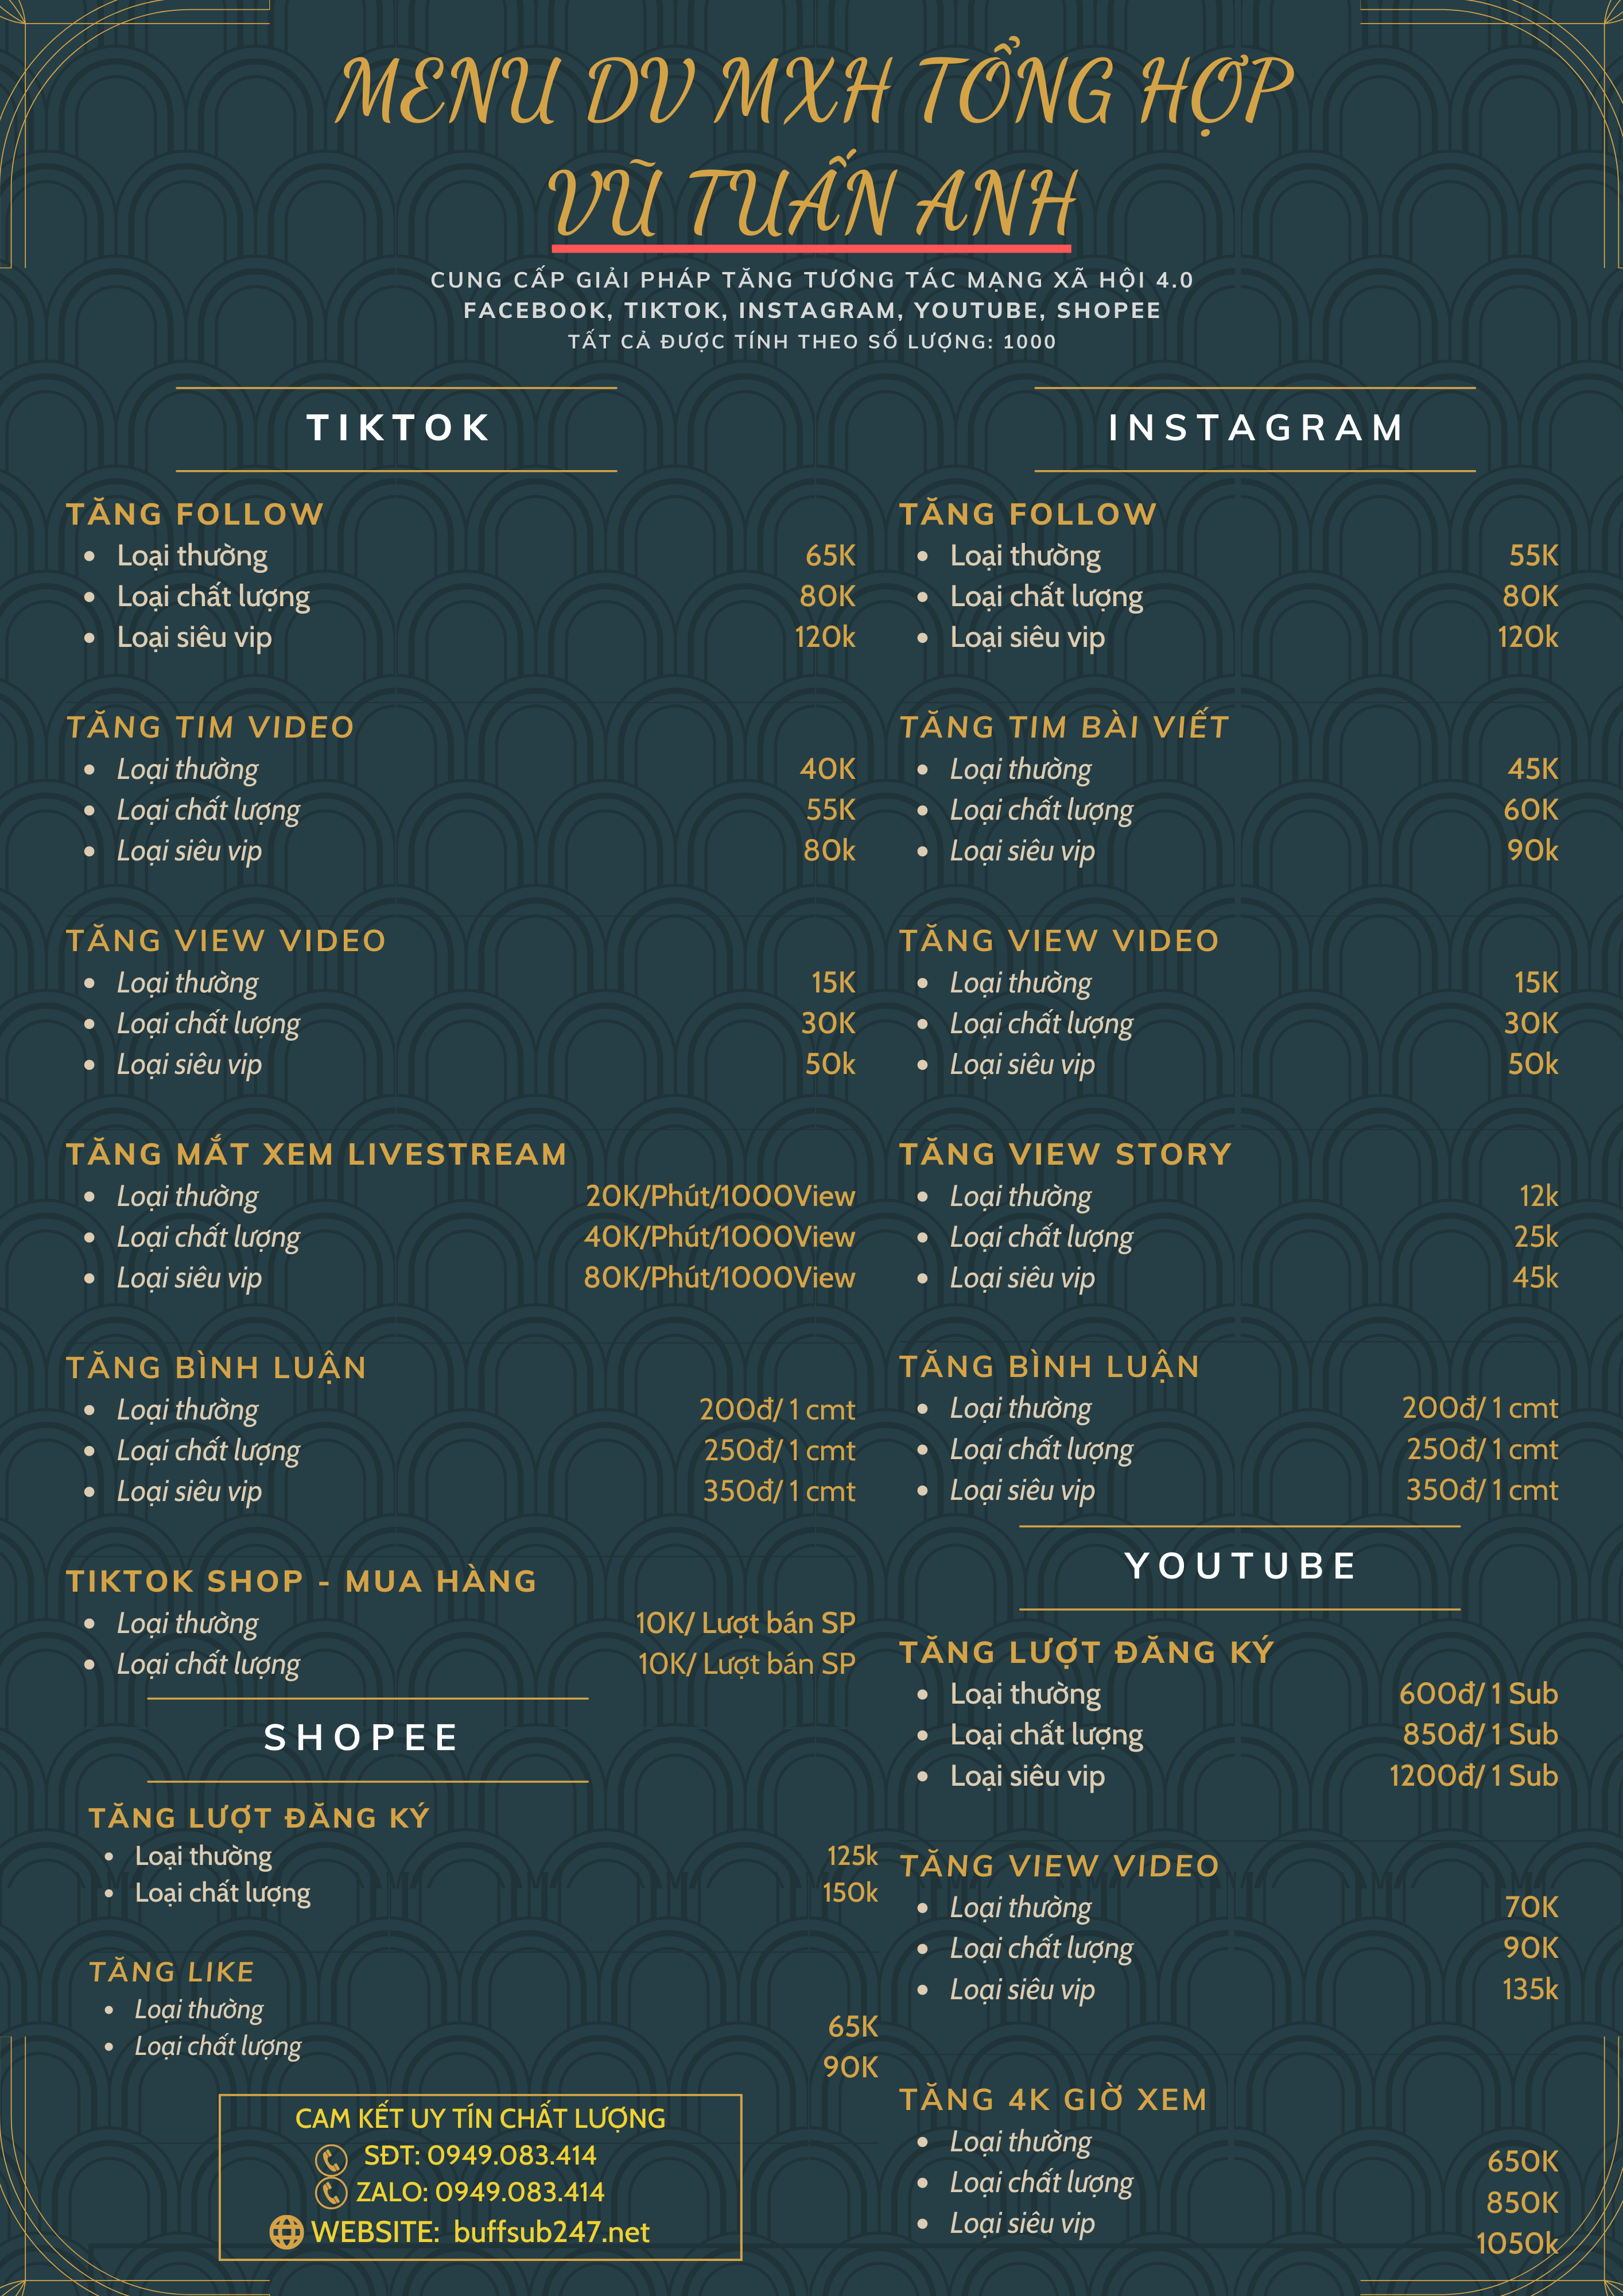 MENU DV MXH TỔNG HỢP
VŨ TUẤN ANH
CUNG CẤP GIẢI PHÁP TĂNG TƯƠNG TÁC MẠNG XÃ HỘI 4.0
FACEBOOK, TIKTOK, INSTAGRAM, YOUTUBE, SHOPEE
TẤT CẢ ĐƯỢC TÍNH THEO SỐ LƯỢNG: 1000
TIKTOK
TĂNG FOLLOW
• Loại thường 65K
• Loại chất lượng 80K
• Loại siêu vip 120k
TĂNG TIM VIDEO
• Loại thường 40K
• Loại chất lượng 55K
• Loại siêu vip 80k
TĂNG VIEW VIDEO
• Loại thường 15K
• Loại chất lượng 30K
• Loại siêu vip 50k
TĂNG MẮT XEM LIVESTREAM
• Loại thường 20K/Phút/1000View
• Loại chất lượng 40K/Phút/1000View
• Loại siêu vip 80K/Phút/1000View
TĂNG BÌNH LUẬN
• Loại thường 200đ/ 1 cmt
• Loại chất lượng 250đ/ 1 cmt
• Loại siêu vip 350đ/ 1 cmt
TIKTOK SHOP - MUA HÀNG
• Loại thường 10K/ Lượt bán SP
• Loại chất lượng 10K/ Lượt bán SP
SHOPEE
TĂNG LƯỢT ĐĂNG KÝ
• Loại thường 125k
• Loại chất lượng 150k
TĂNG LIKE
• Loại thường 65K
• Loại chất lượng 90K
CAM KẾT UY TÍN CHẤT LƯỢNG
SĐT: 0949.083.414
ZALO: 0949.083.414
WEBSITE: buffsub247.net
INSTAGRAM
TĂNG FOLLOW
• Loại thường 55K
• Loại chất lượng 80K
• Loại siêu vip 120k
TĂNG TIM BÀI VIẾT
• Loại thường 45K
• Loại chất lượng 60K
• Loại siêu vip 90k
TĂNG VIEW VIDEO
• Loại thường 15K
• Loại chất lượng 30K
• Loại siêu vip 50k
TĂNG VIEW STORY
• Loại thường 12k
• Loại chất lượng 25k
• Loại siêu vip 45k
TĂNG BÌNH LUẬN
• Loại thường 200đ/ 1 cmt
• Loại chất lượng 250đ/ 1 cmt
• Loại siêu vip 350đ/ 1 cmt
YOUTUBE
TĂNG LƯỢT ĐĂNG KÝ
• Loại thường 600đ/ 1 Sub
• Loại chất lượng 850đ/ 1 Sub
• Loại siêu vip 1200đ/ 1 Sub
TĂNG VIEW VIDEO
• Loại thường 70K
• Loại chất lượng 90K
• Loại siêu vip 135k
TĂNG 4K GIỜ XEM
• Loại thường 650K
• Loại chất lượng 850K
• Loại siêu vip 1050k